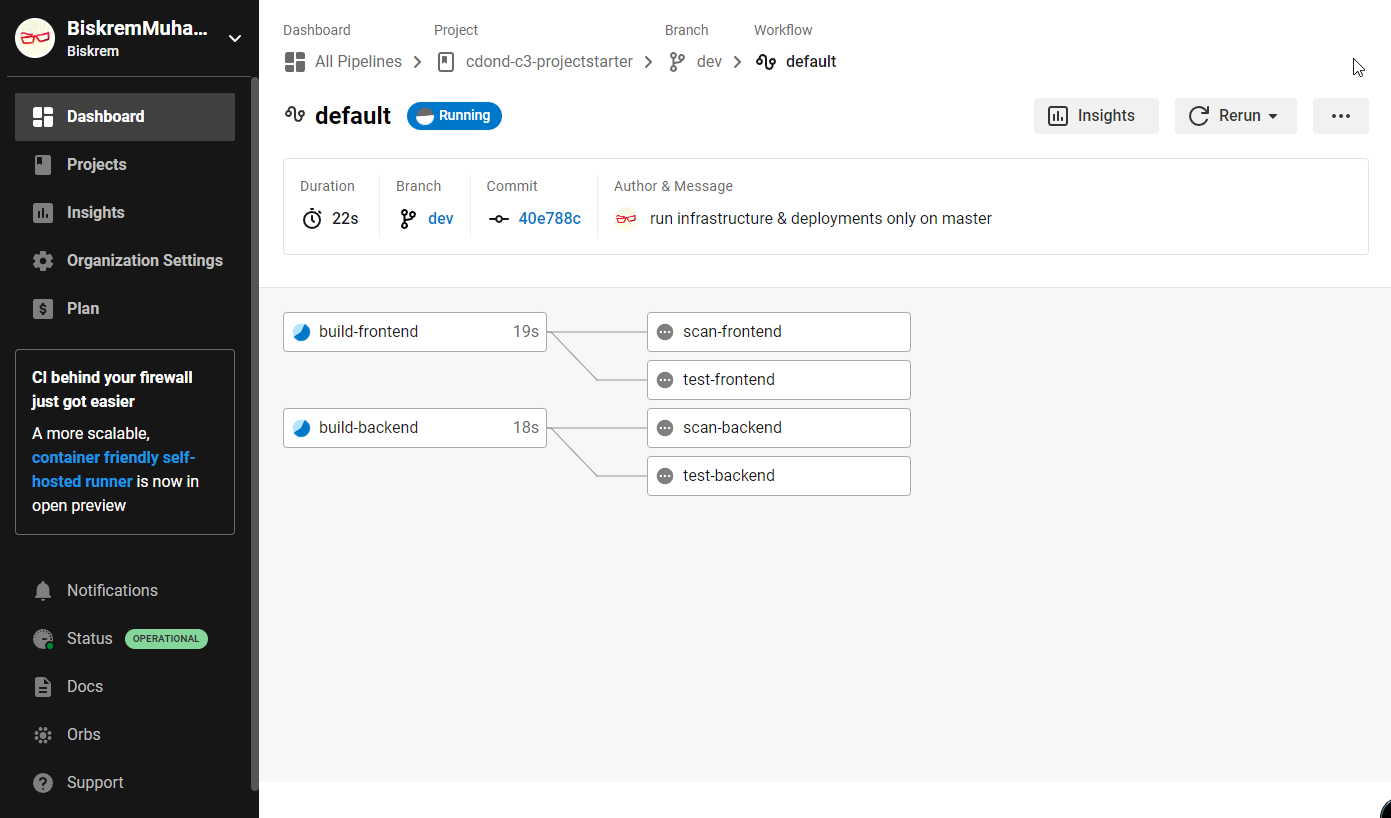 BiskremMuha...
Biskrem
Dashboard
Projects
Insights
Organization Settings
Plan
CI behind your firewall
just got easier
A more scalable,
container friendly self-
hosted runner is now in
open preview
Notifications
Status OPERATIONAL
Docs
Orbs
Support
Dashboard Project Branch Workflow
All Pipelines cdond-c3-projectstarter dev default
default Running Insights Rerun
Duration Branch Commit Author & Message
22s dev 40e788c run infrastructure & deployments only on master
build-frontend 19s scan-frontend
test-frontend
build-backend 18s scan-backend
test-backend